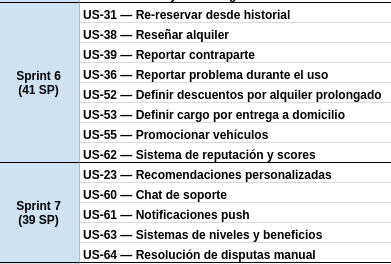 Sprint 6
(41 SP)
US-31 — Re-reservar desde historial
US-38 — Reseñar alquiler
US-39 — Reportar contraparte
US-36 — Reportar problema durante el uso
US-52 — Definir descuentos por alquiler prolongado
US-53 — Definir cargo por entrega a domicilio
US-55 — Promocionar vehículos
US-62 — Sistema de reputación y scores
Sprint 7
(39 SP)
US-23 — Recomendaciones personalizadas
US-60 — Chat de soporte
US-61 — Notificaciones push
US-63 — Sistemas de niveles y beneficios
US-64 — Resolución de disputas manual